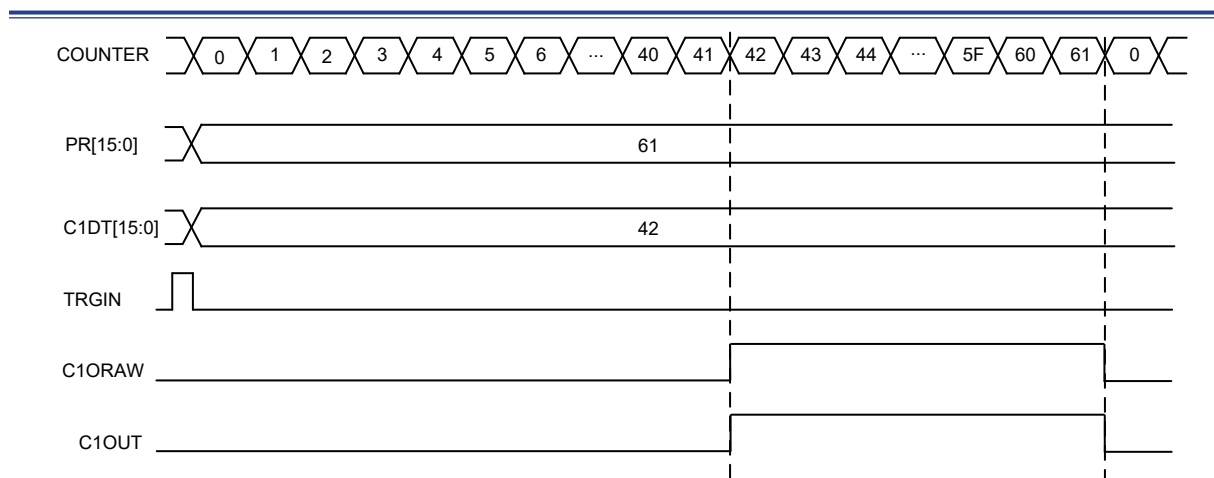 COUNTER 0 1 2 3 4 5 6 ... 40 41 42 43 44 ... 5F 60 61 0
PR[15:0] 61
C1DT[15:0] 42
TRGIN
C1ORAW
C1OUT